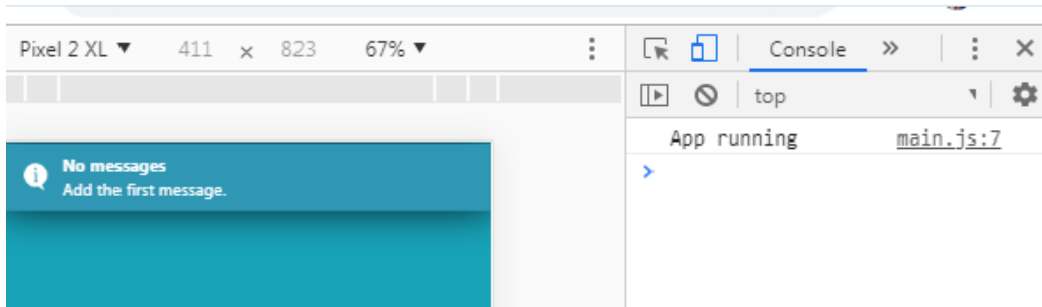 Pixel 2 XL ▼ 411 × 823 67% ▼
Console »
top
No messages
Add the first message.
App running main.js:7
>